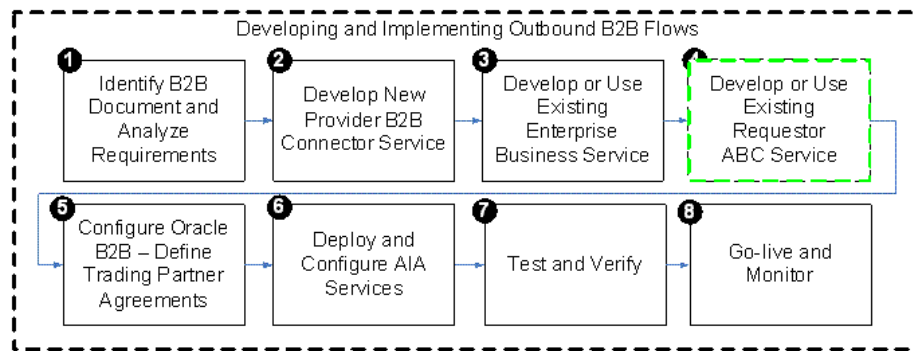 Developing and Implementing Outbound B2B Flows
1
Identify B2B
Document and
Analyze
Requirements
2
Develop New
Provider B2B
Connector Service
3
Develop or Use
Existing
Enterprise
Business Service
4
Develop or Use
Existing
Requestor
ABC Service
5
Configure Oracle
B2B – Define
Trading Partner
Agreements
6
Deploy and
Configure AIA
Services
7
Test and Verify
8
Go-live and
Monitor